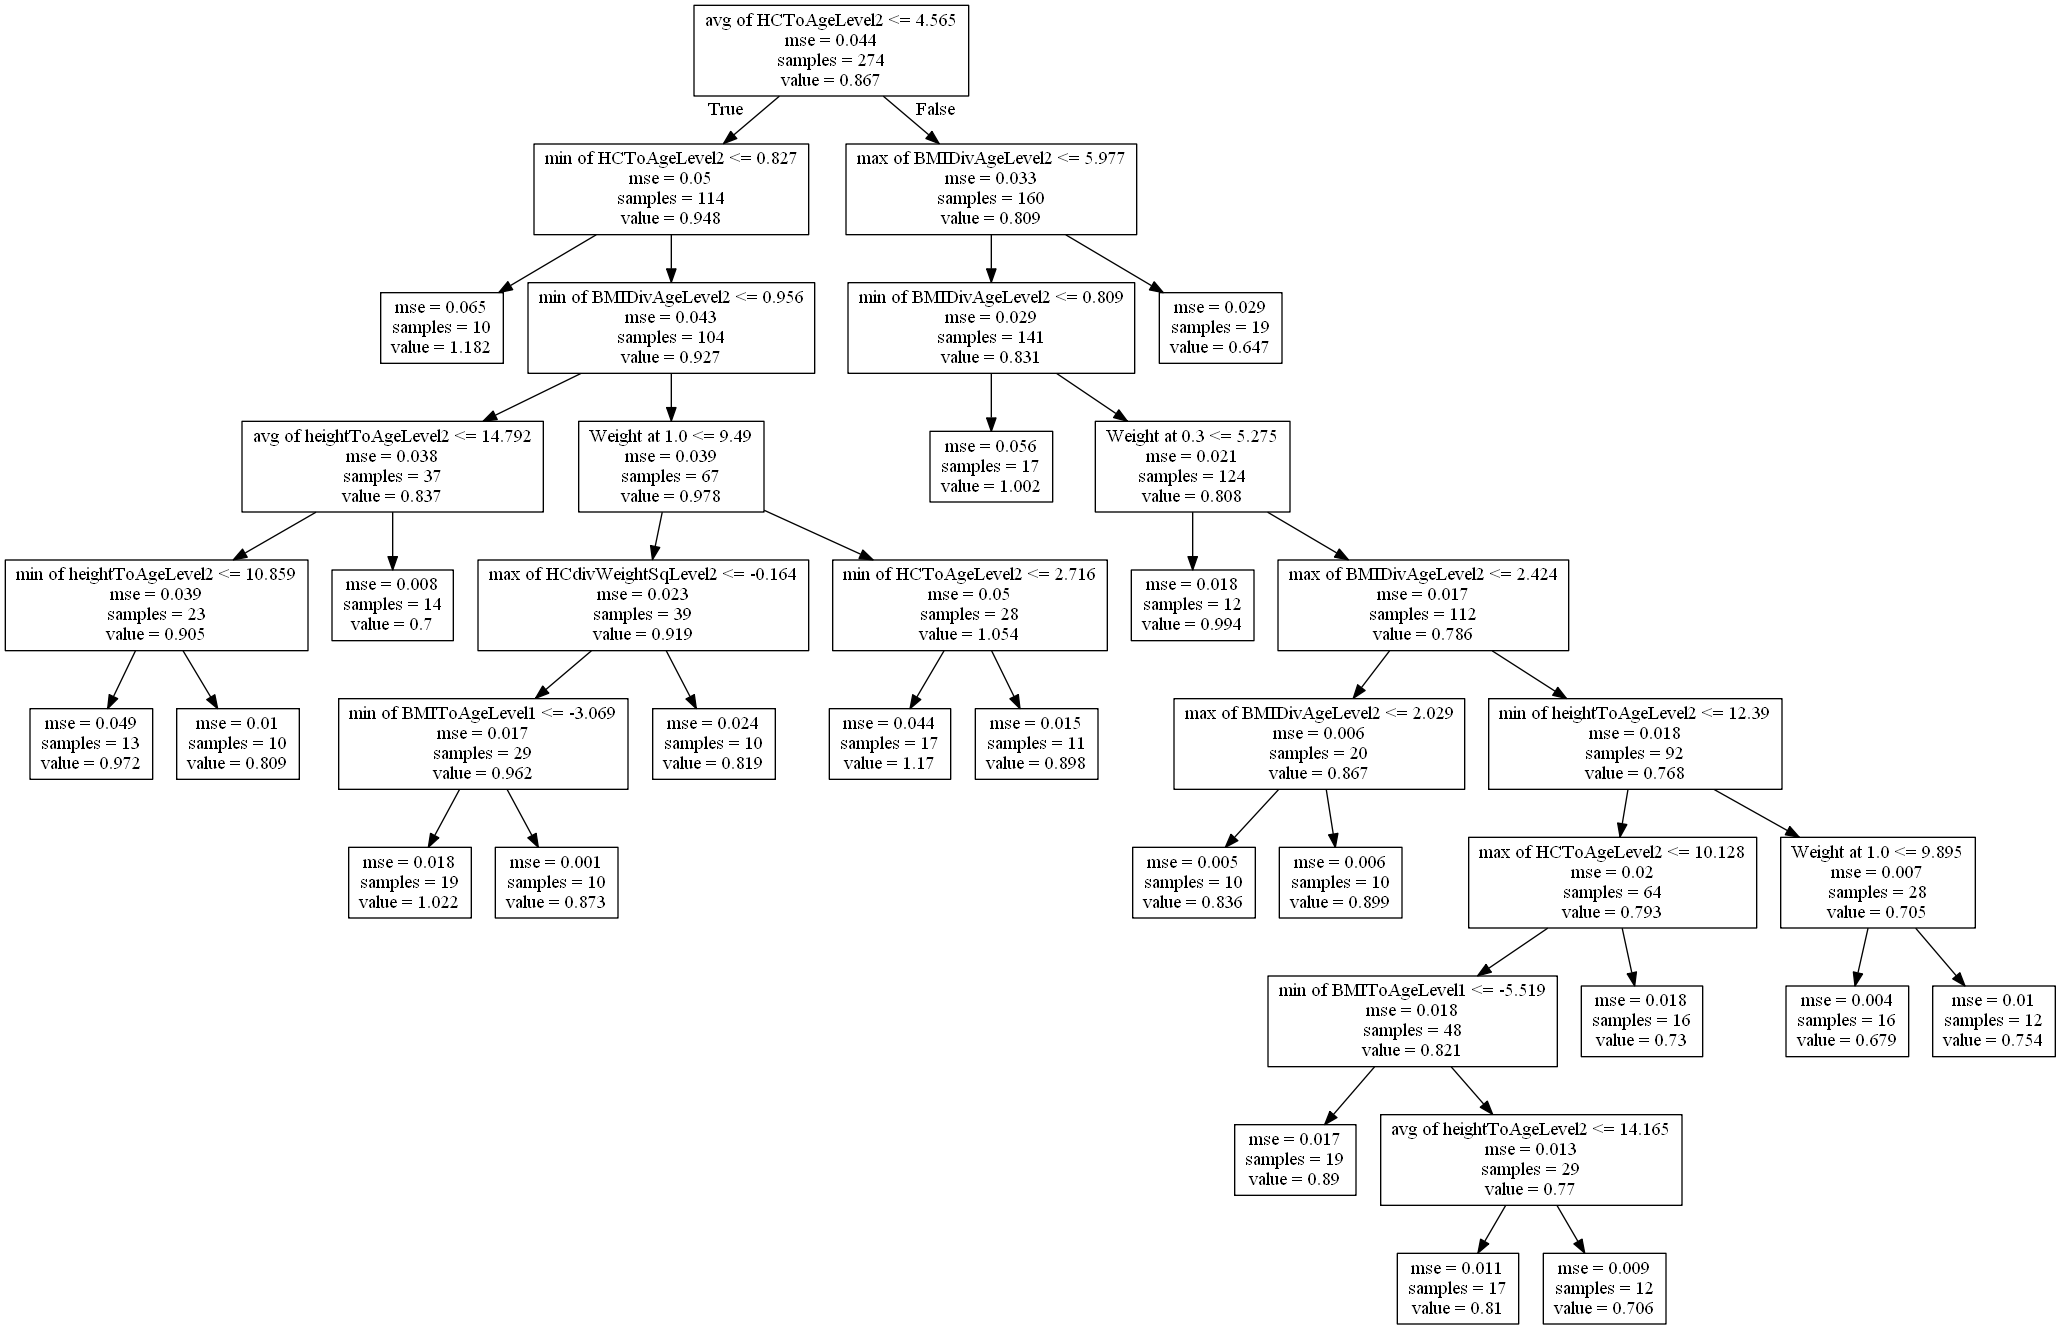 avg of HCToAgeLevel2 <= 4.565
mse = 0.044
samples = 274
value = 0.867
True
False
min of HCToAgeLevel2 <= 0.827
mse = 0.05
samples = 114
value = 0.948
max of BMIDivAgeLevel2 <= 5.977
mse = 0.033
samples = 160
value = 0.809
mse = 0.065
samples = 10
value = 1.182
min of BMIDivAgeLevel2 <= 0.956
mse = 0.043
samples = 104
value = 0.927
min of BMIDivAgeLevel2 <= 0.809
mse = 0.029
samples = 141
value = 0.831
mse = 0.029
samples = 19
value = 0.647
avg of heightToAgeLevel2 <= 14.792
mse = 0.038
samples = 37
value = 0.837
Weight at 1.0 <= 9.49
mse = 0.039
samples = 67
value = 0.978
mse = 0.056
samples = 17
value = 1.002
Weight at 0.3 <= 5.275
mse = 0.021
samples = 124
value = 0.808
min of heightToAgeLevel2 <= 10.859
mse = 0.039
samples = 23
value = 0.905
mse = 0.008
samples = 14
value = 0.7
max of HCdivWeightSqLevel2 <= -0.164
mse = 0.023
samples = 39
value = 0.919
min of HCToAgeLevel2 <= 2.716
mse = 0.05
samples = 28
value = 1.054
mse = 0.018
samples = 12
value = 0.994
max of BMIDivAgeLevel2 <= 2.424
mse = 0.017
samples = 112
value = 0.786
mse = 0.049
samples = 13
value = 0.972
mse = 0.01
samples = 10
value = 0.809
min of BMIToAgeLevel1 <= -3.069
mse = 0.017
samples = 29
value = 0.962
mse = 0.024
samples = 10
value = 0.819
mse = 0.044
samples = 17
value = 1.17
mse = 0.015
samples = 11
value = 0.898
max of BMIDivAgeLevel2 <= 2.029
mse = 0.006
samples = 20
value = 0.867
min of heightToAgeLevel2 <= 12.39
mse = 0.018
samples = 92
value = 0.768
mse = 0.018
samples = 19
value = 1.022
mse = 0.001
samples = 10
value = 0.873
mse = 0.005
samples = 10
value = 0.836
mse = 0.006
samples = 10
value = 0.899
max of HCToAgeLevel2 <= 10.128
mse = 0.02
samples = 64
value = 0.793
Weight at 1.0 <= 9.895
mse = 0.007
samples = 28
value = 0.705
min of BMIToAgeLevel1 <= -5.519
mse = 0.018
samples = 48
value = 0.821
mse = 0.018
samples = 16
value = 0.73
mse = 0.004
samples = 16
value = 0.679
mse = 0.01
samples = 12
value = 0.754
mse = 0.017
samples = 19
value = 0.89
avg of heightToAgeLevel2 <= 14.165
mse = 0.013
samples = 29
value = 0.77
mse = 0.011
samples = 17
value = 0.81
mse = 0.009
samples = 12
value = 0.706